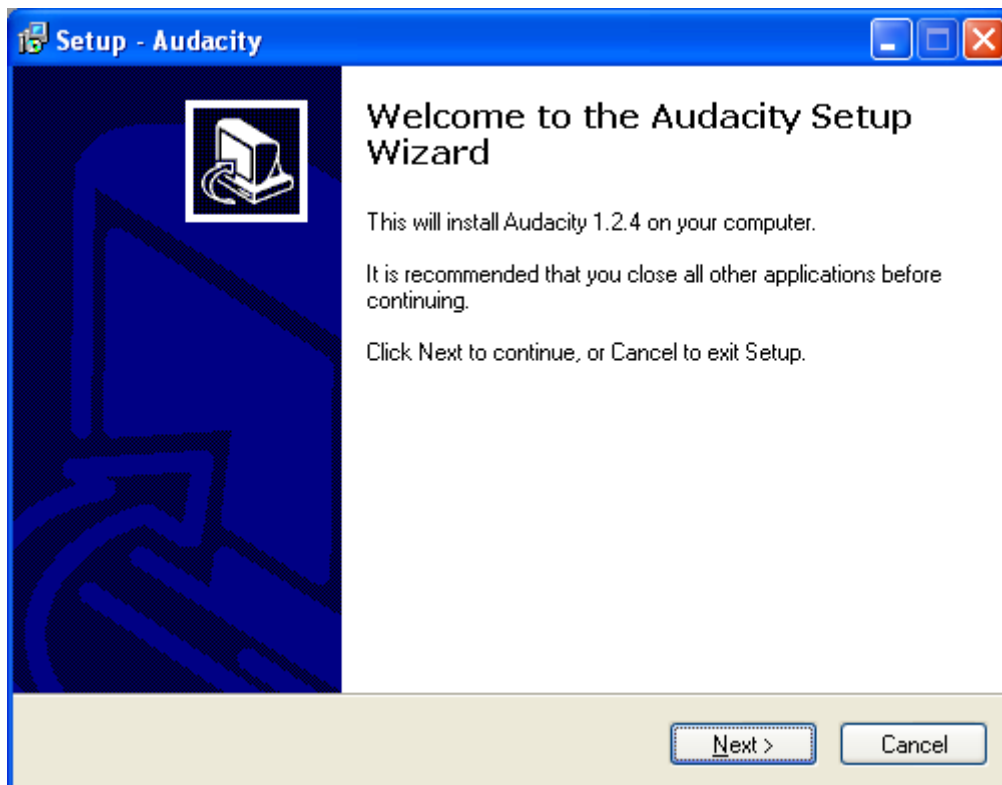 Setup - Audacity
Welcome to the Audacity Setup
Wizard
This will install Audacity 1.2.4 on your computer.
It is recommended that you close all other applications before
continuing.
Click Next to continue, or Cancel to exit Setup.
Next >
Cancel